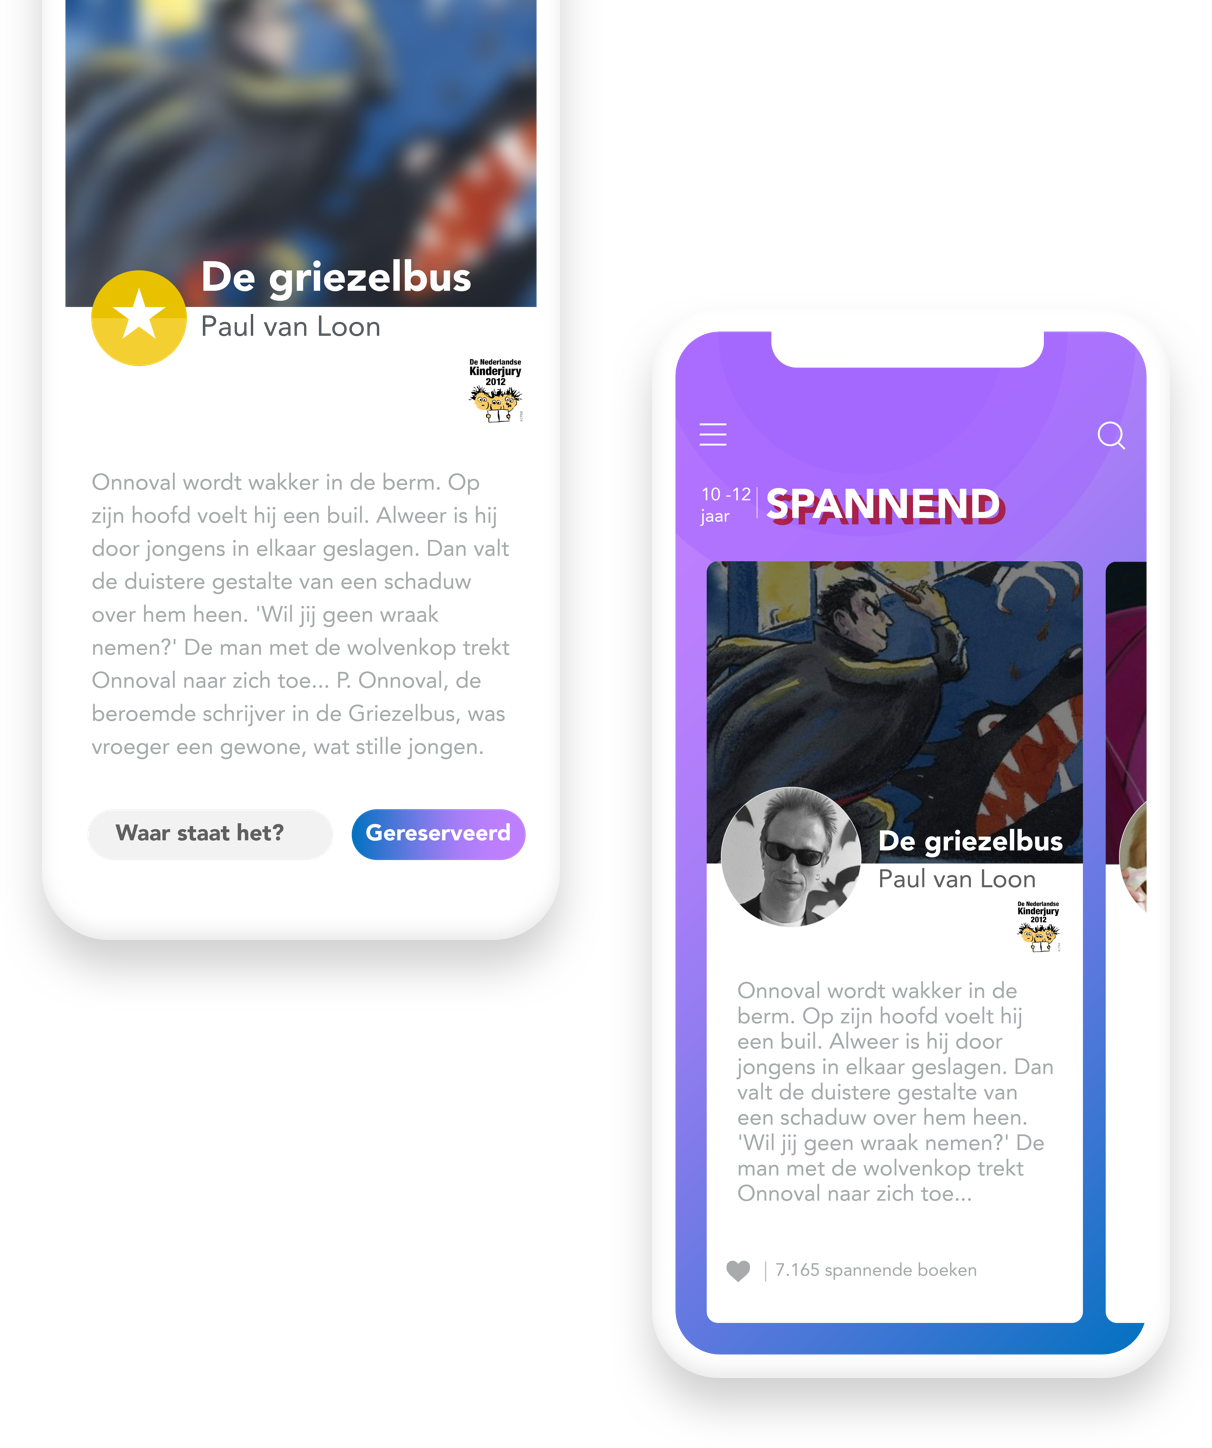 De griezelbus
Paul van Loon
De Nederlandse
Kinderjury
2012
Onnoval wordt wakker in de berm. Op
zijn hoofd voelt hij een buil. Alweer is hij
door jongens in elkaar geslagen. Dan valt
de duistere gestalte van een schaduw
over hem heen. 'Wil jij geen wraak
nemen?' De man met de wolvenkop trekt
Onnoval naar zich toe... P. Onnoval, de
beroemde schrijver in de Griezelbus, was
vroeger een gewone, wat stille jongen.
Waar staat het?
Gereserveerd
10 -12
jaar
SPANNEND
De griezelbus
Paul van Loon
De Nederlandse
Kinderjury
2012
Onnoval wordt wakker in de
berm. Op zijn hoofd voelt hij
een buil. Alweer is hij door
jongens in elkaar geslagen. Dan
valt de duistere gestalte van
een schaduw over hem heen.
'Wil jij geen wraak nemen?' De
man met de wolvenkop trekt
Onnoval naar zich toe...
7.165 spannende boeken